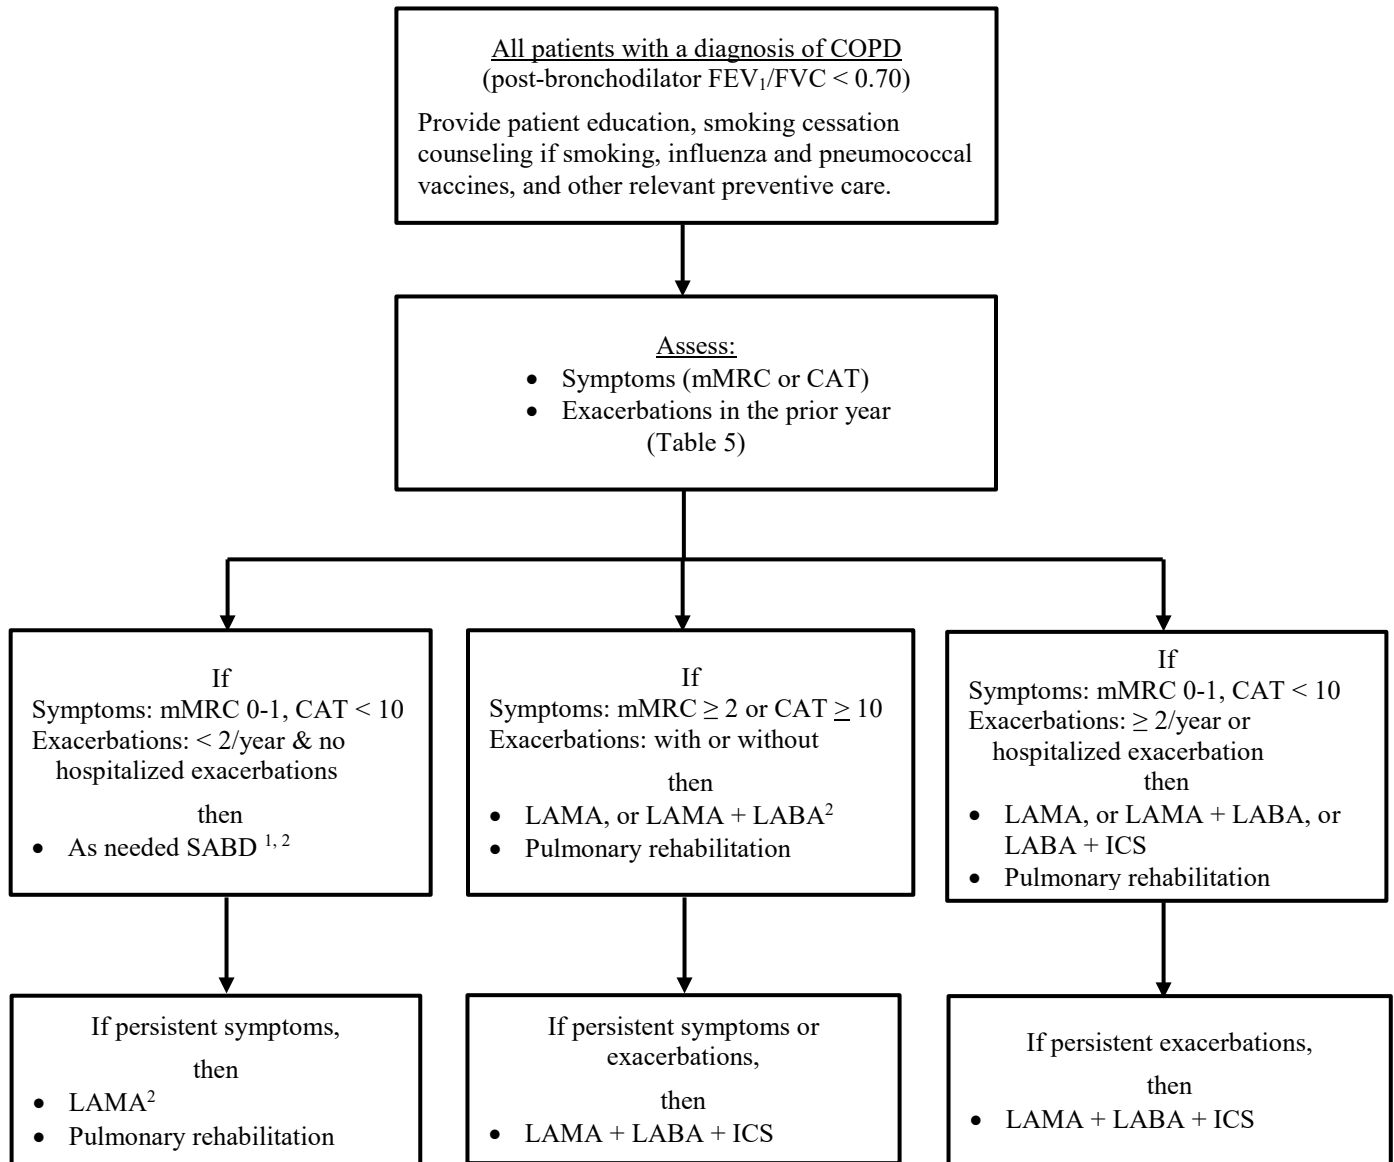 All patients with a diagnosis of COPD
(post-bronchodilator FEV₁/FVC < 0.70)
Provide patient education, smoking cessation
counseling if smoking, influenza and pneumococcal
vaccines, and other relevant preventive care.
Assess:
• Symptoms (mMRC or CAT)
• Exacerbations in the prior year
(Table 5)
If
Symptoms: mMRC 0-1, CAT < 10
Exacerbations: < 2/year & no
hospitalized exacerbations
then
• As needed SABD ¹, ²
If
Symptoms: mMRC ≥ 2 or CAT ≥ 10
Exacerbations: with or without
then
• LAMA, or LAMA + LABA²
• Pulmonary rehabilitation
If
Symptoms: mMRC 0-1, CAT < 10
Exacerbations: ≥ 2/year or
hospitalized exacerbation
then
• LAMA, or LAMA + LABA, or
LABA + ICS
• Pulmonary rehabilitation
If persistent symptoms,
then
• LAMA²
• Pulmonary rehabilitation
If persistent symptoms or
exacerbations,
then
• LAMA + LABA + ICS
If persistent exacerbations,
then
• LAMA + LABA + ICS